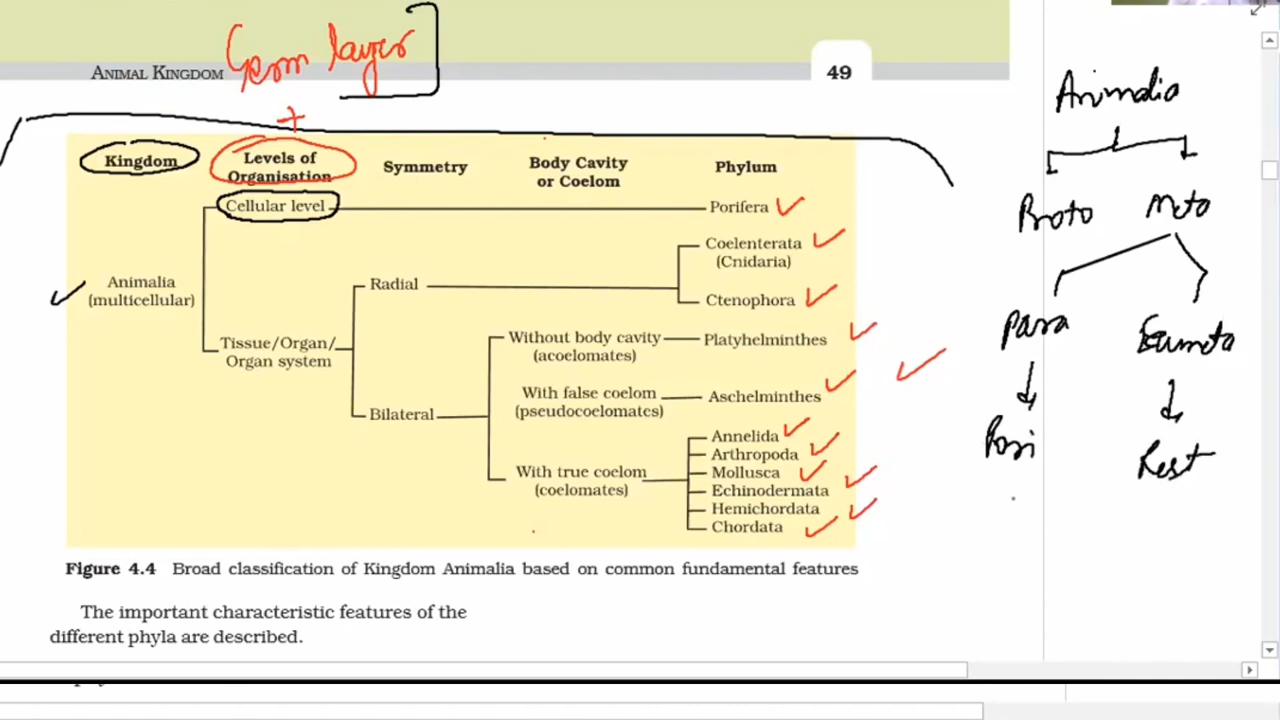 Germ layer
ANIMAL KINGDOM
49
+
Kingdom
Levels of
Organisation
Symmetry
Body Cavity
or Coelom
Phylum
Cellular level
Porifera
Coelenterata
(Cnidaria)
Animalia
(multicellular)
Radial
Ctenophora
Tissue/Organ/
Organ system
Without body cavity
(acoelomates)
Platyhelminthes
With false coelom
(pseudocoelomates)
Aschelminthes
Bilateral
With true coelom
(coelomates)
Annelida
Arthropoda
Mollusca
Echinodermata
Hemichordata
Chordata
Figure 4.4 Broad classification of Kingdom Animalia based on common fundamental features
The important characteristic features of the
different phyla are described.
Animalia
Proto
Meta
Para
Eumeta
Pori
Rest